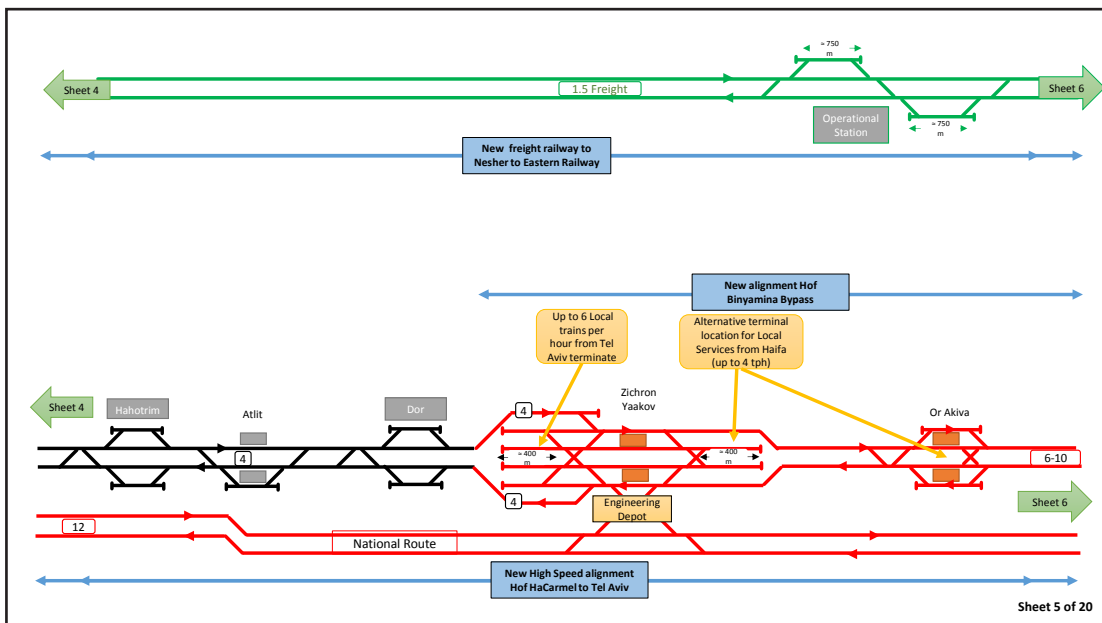 ≈ 750
m
Sheet 4
1.5 Freight
Sheet 6
Operational
Station
≈ 750
m
New freight railway to
Nesher to Eastern Railway
New alignment Hof
Binyamina Bypass
Up to 6 Local
trains per
hour from Tel
Aviv terminate
Alternative terminal
location for Local
Services from Haifa
(up to 4 tph)
Sheet 4
Hahotrim
Atlit
Dor
Zichron
Yaakov
Or Akiva
4
4
≈ 400
m
≈ 400
m
6-10
4
Engineering
Depot
Sheet 6
12
National Route
New High Speed alignment
Hof HaCarmel to Tel Aviv
Sheet 5 of 20